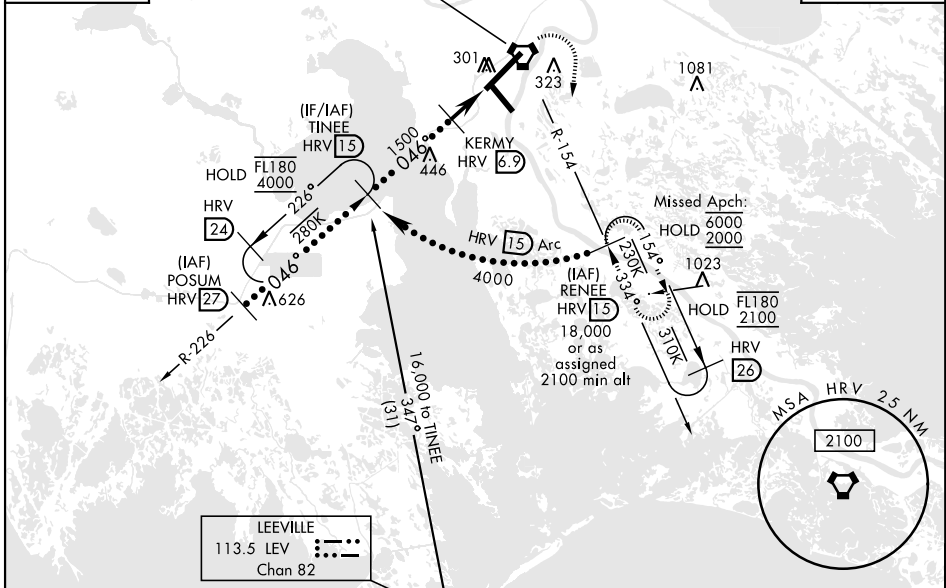 301
323
1081
(IF/IAF)
TINEE
HRV 15
HOLD FL180
4000
1500
046°
446
KERMY
HRV 6.9
R-154
226°
280K
046°
HRV
24
(IAF)
POSUM
HRV 27
626
R-226
HRV 15 Arc
4000
Missed Apch:
HOLD 6000
2000
230K
154°
334°
1023
(IAF)
RENEE
HRV 15
18,000
or as
assigned
2100 min alt
HOLD FL180
2100
310K
HRV
26
16,000 to TINEE
347°
(31)
MSA HRV 25 NM
2100
LEEVILLE
113.5 LEV
Chan 82